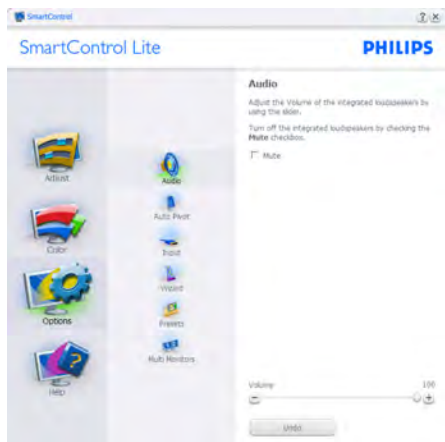 SmartControl
? X
SmartControl Lite
PHILIPS
Audio
Adjust the Volume of the integrated loudspeakers by
using the slider.
Turn off the integrated loudspeakers by checking the
Mute checkbox.
Mute
Adjust
Color
Options
Help
Audio
Auto Pivot
Input
Wizard
Presets
Multi Monitors
Volume
100
Undo